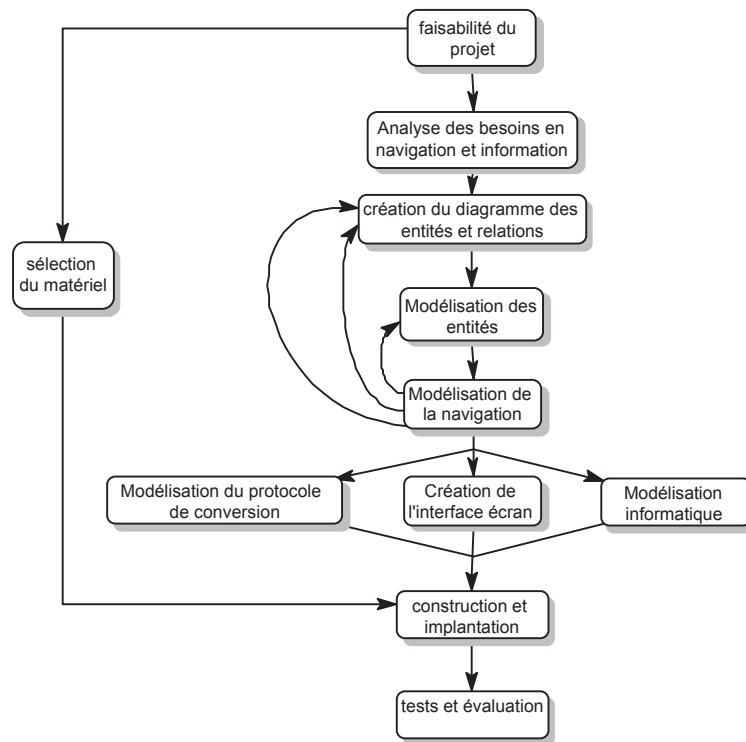 faisabilité du
projet
Analyse des besoins en
navigation et information
création du diagramme des
entités et relations
sélection
du matériel
Modélisation des
entités
Modélisation de
la navigation
Modélisation du protocole
de conversion
Création de
l'interface écran
Modélisation
informatique
construction et
implantation
tests et évaluation